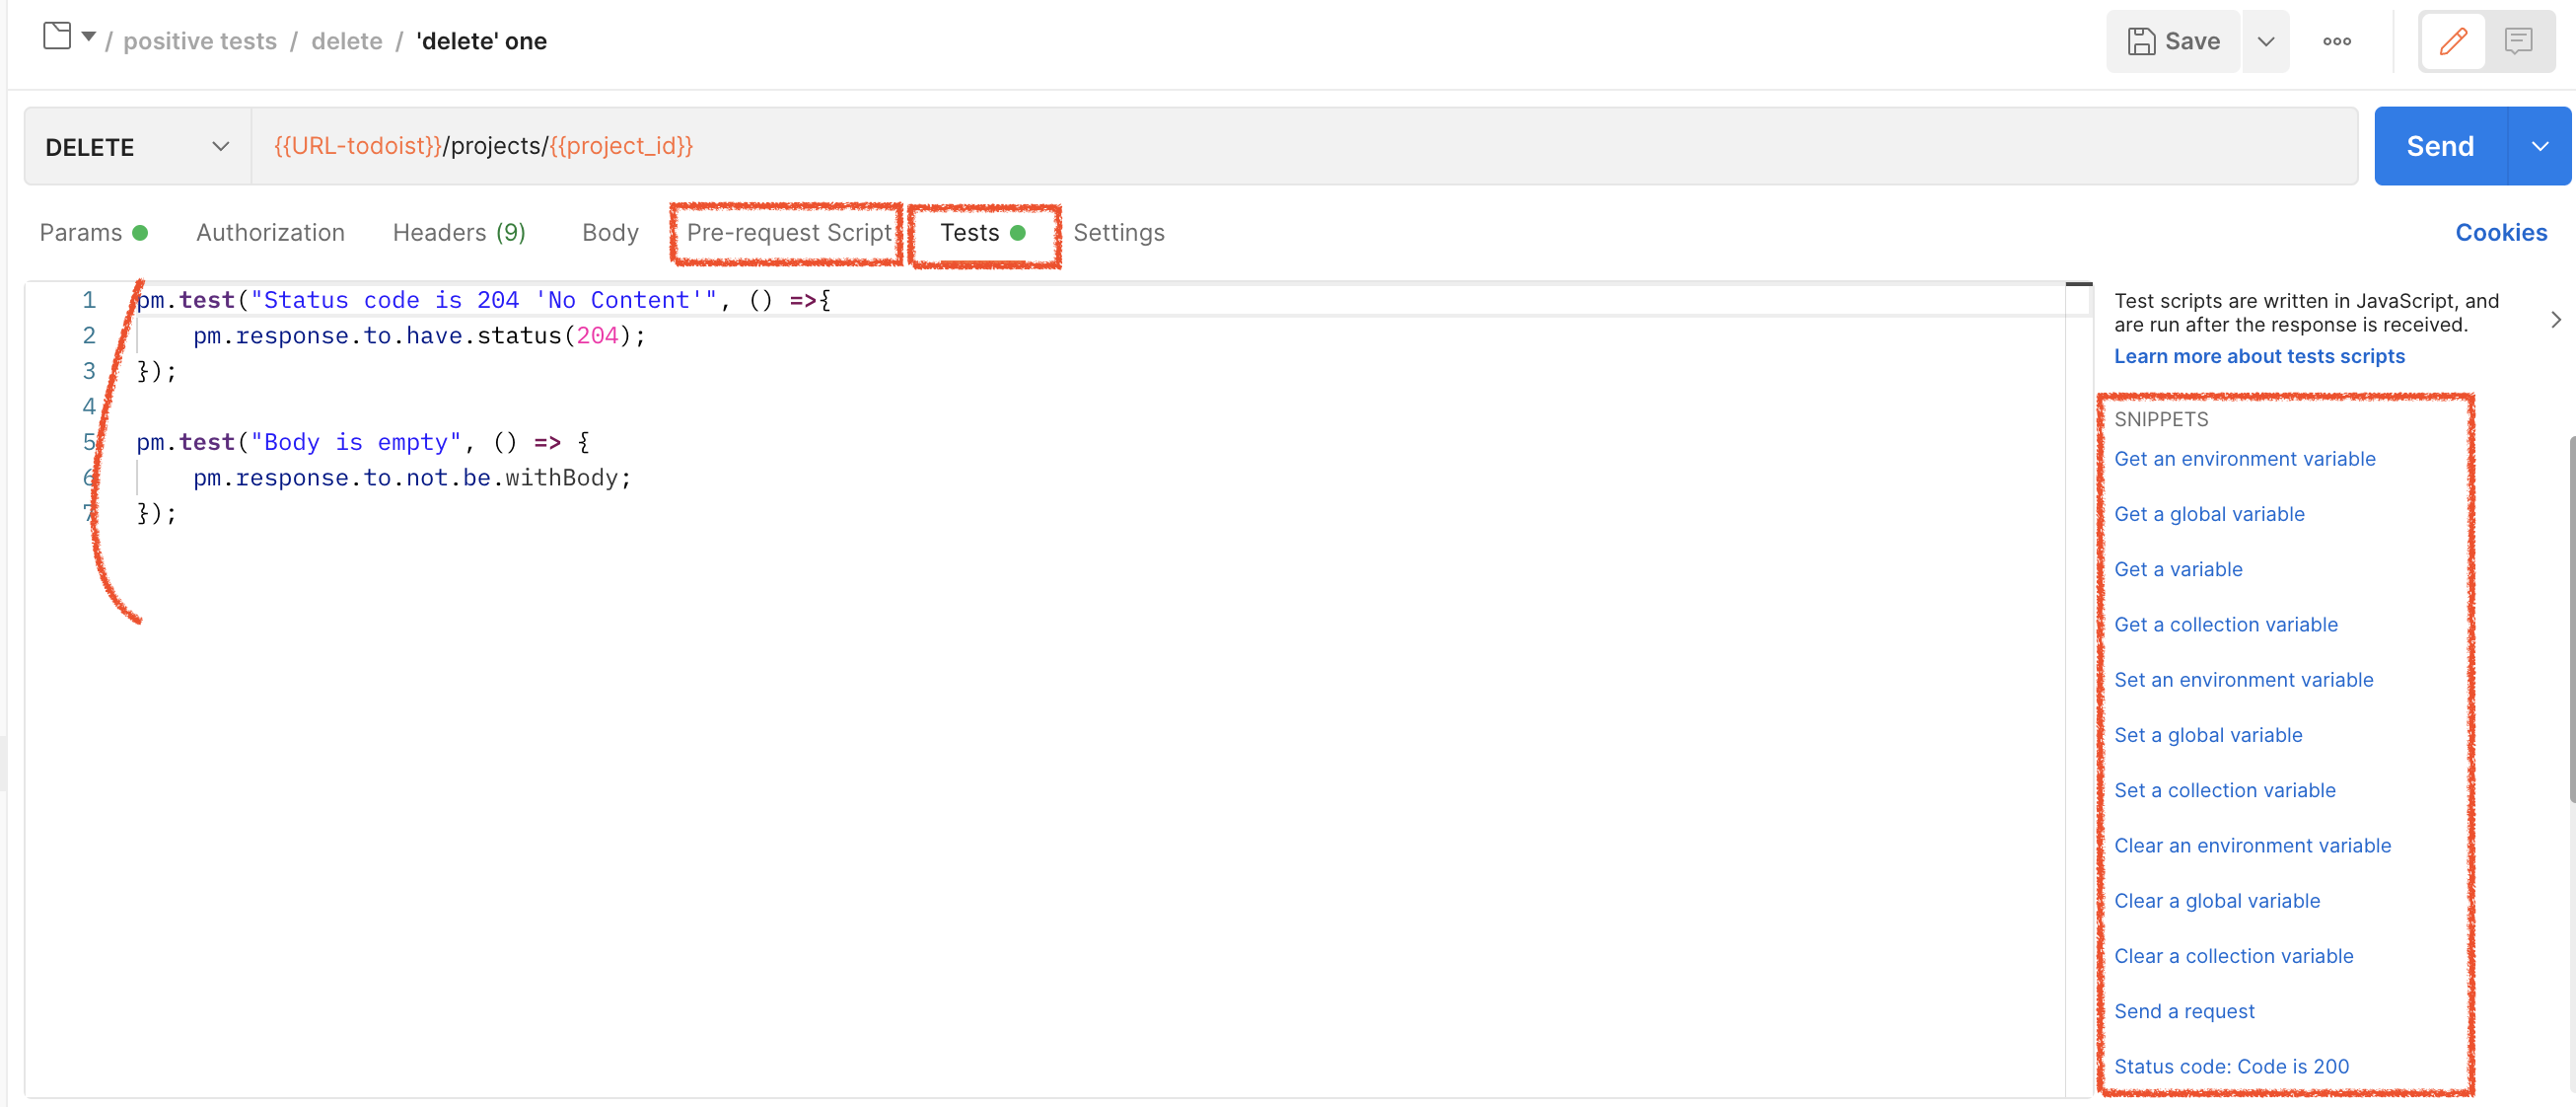 / positive tests / delete / 'delete' one
Save
DELETE
{{URL-todoist}}/projects/{{project_id}}
Send
Params
Authorization
Headers (9)
Body
Pre-request Script
Tests
Settings
Cookies
1 pm.test("Status code is 204 'No Content'", () =>{
2 pm.response.to.have.status(204);
3 });
4
5 pm.test("Body is empty", () => {
6 pm.response.to.not.be.withBody;
7 });
Test scripts are written in JavaScript, and
are run after the response is received.
Learn more about tests scripts
SNIPPETS
Get an environment variable
Get a global variable
Get a variable
Get a collection variable
Set an environment variable
Set a global variable
Set a collection variable
Clear an environment variable
Clear a global variable
Clear a collection variable
Send a request
Status code: Code is 200